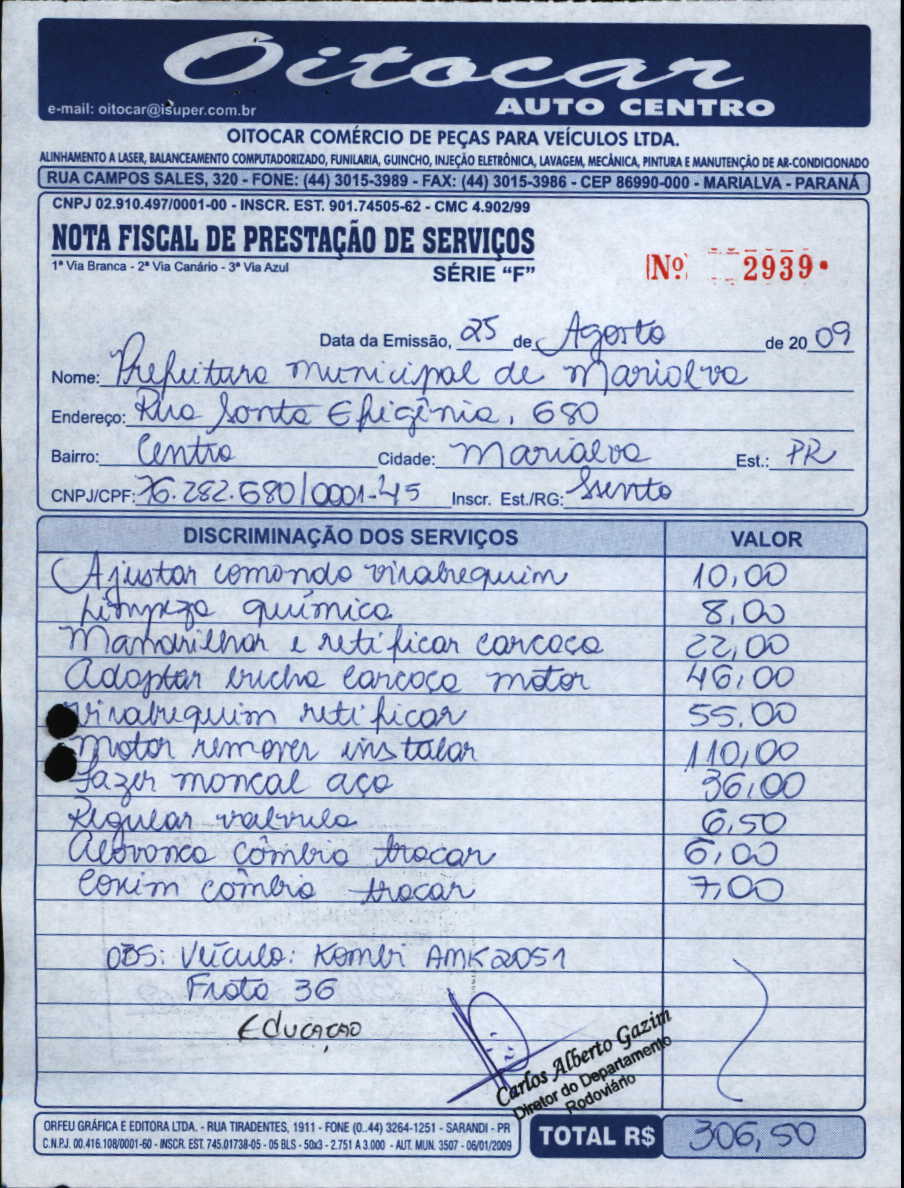 Oitocar
e-mail: oitocar@isuper.com.br AUTO CENTRO
OITOCAR COMÉRCIO DE PEÇAS PARA VEÍCULOS LTDA.
ALINHAMENTO A LASER, BALANCEAMENTO COMPUTADORIZADO, FUNILARIA, GUINCHO, INJEÇÃO ELETRÔNICA, LAVAGEM, MECÂNICA, PINTURA E MANUTENÇÃO DE AR-CONDICIONADO
RUA CAMPOS SALES, 320 - FONE: (44) 3015-3989 - FAX: (44) 3015-3986 - CEP 86990-000 - MARIALVA - PARANÁ
CNPJ 02.910.497/0001-00 - INSCR. EST. 901.74505-62 - CMC 4.902/99
NOTA FISCAL DE PRESTAÇÃO DE SERVIÇOS
1ª Via Branca - 2ª Via Canário - 3ª Via Azul SÉRIE "F" Nº 2939
Data da Emissão, 25 de Agosto de 2009
Nome: Prefeitura municipal de Marialva
Endereço: Rua Santa Efigênia, 680
Bairro: Centro Cidade: Marialva Est.: PR
CNPJ/CPF: 76.282.680/0001-45 Inscr. Est./RG: Isento
DISCRIMINAÇÃO DOS SERVIÇOS VALOR
Ajustar comando virabrequim 10,00
Limpeza química 8,00
Mandrilhar e retificar carcaça 22,00
Adaptar bucha carcaça motor 46,00
virabrequim retificar 55,00
Motor remover instalar 110,00
Fazer mancal aço 36,00
Regular valvula 6,50
Alavanca câmbio trocar 6,00
Coxim câmbio trocar 7,00
OBS: Veículo: Kombi AMK2051
Frota 36
Educação
Carlos Alberto Gazim
Diretor do Departamento
Rodoviário
ORFEU GRÁFICA E EDITORA LTDA. - RUA TIRADENTES, 1911 - FONE (0..44) 3264-1251 - SARANDI - PR
C.N.P.J. 00.416.108/0001-60 - INSCR. EST. 745.01738-05 - 05 BLS - 50x3 - 2.751 A 3.000 - AUT. MUN. 3507 - 06/01/2009
TOTAL R$ 306,50